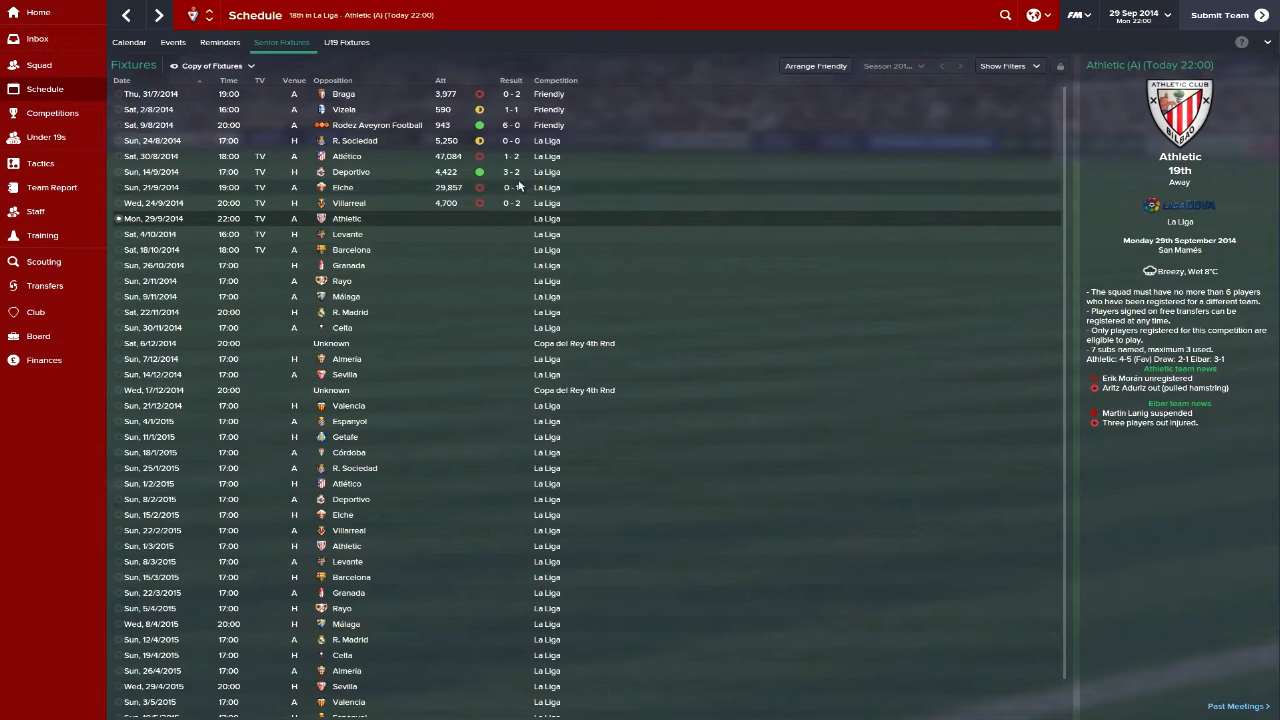 Home
Inbox
Squad
Schedule
Competitions
Under 19s
Tactics
Team Report
Staff
Training
Scouting
Transfers
Club
Board
Finances
Schedule 18th in La Liga - Athletic (A) (Today 22:00)
FM 29 Sep 2014 Submit Team
Mon 22:00
Calendar Events Reminders Senior Fixtures U19 Fixtures
Fixtures Copy of Fixtures Arrange Friendly Season 201... Show Filters
Date Time TV Venue Opposition Att Result Competition
Thu, 31/7/2014 19:00 A Braga 3,977 0 - 2 Friendly
Sat, 2/8/2014 16:00 A Vizela 590 1 - 1 Friendly
Sat, 9/8/2014 20:00 A Rodez Aveyron Football 943 6 - 0 Friendly
Sun, 24/8/2014 17:00 H R. Sociedad 5,250 0 - 0 La Liga
Sat, 30/8/2014 18:00 TV A Atlético 47,084 1 - 2 La Liga
Sun, 14/9/2014 17:00 TV H Deportivo 4,422 3 - 2 La Liga
Sun, 21/9/2014 19:00 TV A Elche 29,857 0 - 1 La Liga
Wed, 24/9/2014 20:00 TV H Villarreal 4,700 0 - 2 La Liga
Mon, 29/9/2014 22:00 TV A Athletic La Liga
Sat, 4/10/2014 16:00 TV H Levante La Liga
Sat, 18/10/2014 18:00 TV A Barcelona La Liga
Sun, 26/10/2014 17:00 H Granada La Liga
Sun, 2/11/2014 17:00 A Rayo La Liga
Sun, 9/11/2014 17:00 A Málaga La Liga
Sat, 22/11/2014 20:00 H R. Madrid La Liga
Sun, 30/11/2014 17:00 A Celta La Liga
Sat, 6/12/2014 20:00 Unknown Copa del Rey 4th Rnd
Sun, 7/12/2014 17:00 H Almería La Liga
Sun, 14/12/2014 17:00 A Sevilla La Liga
Wed, 17/12/2014 20:00 Unknown Copa del Rey 4th Rnd
Sun, 21/12/2014 17:00 H Valencia La Liga
Sun, 4/1/2015 17:00 A Espanyol La Liga
Sun, 11/1/2015 17:00 H Getafe La Liga
Sun, 18/1/2015 17:00 A Córdoba La Liga
Sun, 25/1/2015 17:00 A R. Sociedad La Liga
Sun, 1/2/2015 17:00 H Atlético La Liga
Sun, 8/2/2015 17:00 A Deportivo La Liga
Sun, 15/2/2015 17:00 H Elche La Liga
Sun, 22/2/2015 17:00 A Villarreal La Liga
Sun, 1/3/2015 17:00 H Athletic La Liga
Sun, 8/3/2015 17:00 A Levante La Liga
Sun, 15/3/2015 17:00 H Barcelona La Liga
Sun, 22/3/2015 17:00 A Granada La Liga
Sun, 5/4/2015 17:00 H Rayo La Liga
Wed, 8/4/2015 20:00 H Málaga La Liga
Sun, 12/4/2015 17:00 A R. Madrid La Liga
Sun, 19/4/2015 17:00 H Celta La Liga
Sun, 26/4/2015 17:00 A Almería La Liga
Wed, 29/4/2015 20:00 H Sevilla La Liga
Sun, 3/5/2015 17:00 A Valencia La Liga
Athletic (A) (Today 22:00)
ATHLETIC CLUB
BILBAO
Athletic
19th
Away
LIGA BBVA
La Liga
Monday 29th September 2014
San Mamés
Breezy, Wet 8°C
- The squad must have no more than 6 players
who have been registered for a different team.
- Players signed on free transfers can be
registered at any time.
- Only players registered for this competition are
eligible to play.
- 7 subs named, maximum 3 used.
Athletic: 4-5 (Fav) Draw: 2-1 Eibar: 3-1
Athletic team news
Erik Morán unregistered
Aritz Aduriz out (pulled hamstring)
Eibar team news
Martin Lanig suspended
Three players out injured.
Past Meetings >